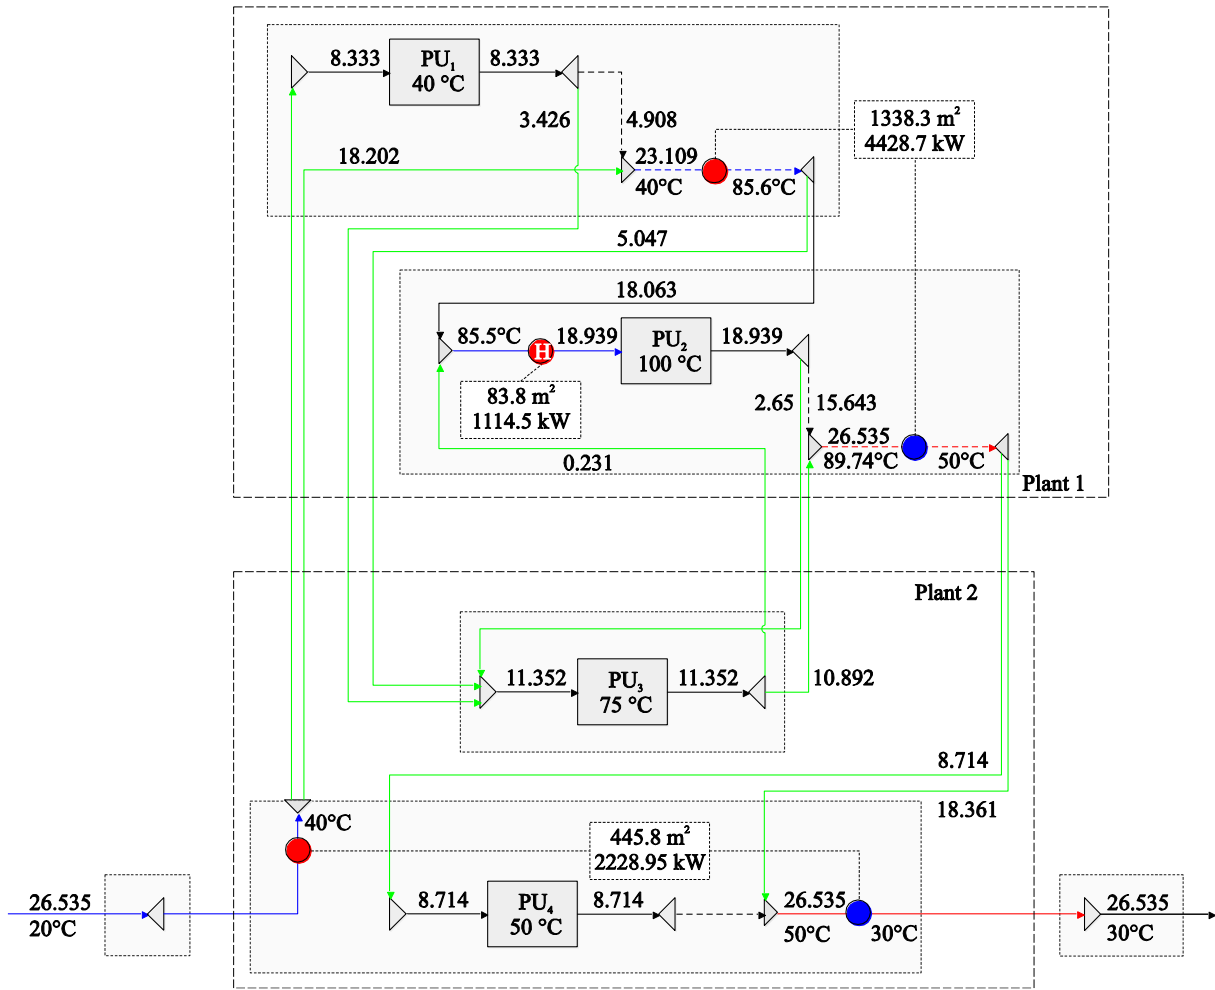 8.333
PU₁
40 °C
8.333
3.426
4.908
1338.3 m²
4428.7 kW
18.202
23.109
40°C
85.6°C
5.047
18.063
85.5°C
18.939
PU₂
100 °C
18.939
H
83.8 m²
1114.5 kW
2.65
15.643
26.535
89.74°C
50°C
0.231
Plant 1
Plant 2
11.352
PU₃
75 °C
11.352
10.892
8.714
18.361
40°C
445.8 m²
2228.95 kW
26.535
20°C
8.714
PU₄
50 °C
8.714
26.535
50°C
30°C
26.535
30°C